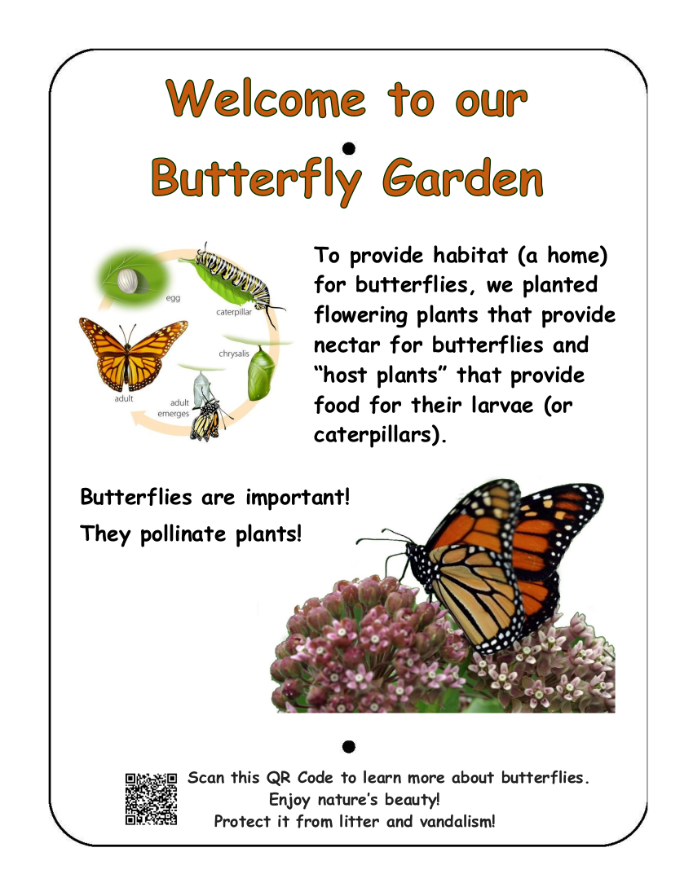 Welcome to our
Butterfly Garden
egg
caterpillar
chrysalis
adult
emerges
adult
To provide habitat (a home)
for butterflies, we planted
flowering plants that provide
nectar for butterflies and
“host plants” that provide
food for their larvae (or
caterpillars).
Butterflies are important!
They pollinate plants!
Scan this QR Code to learn more about butterflies.
Enjoy nature’s beauty!
Protect it from litter and vandalism!